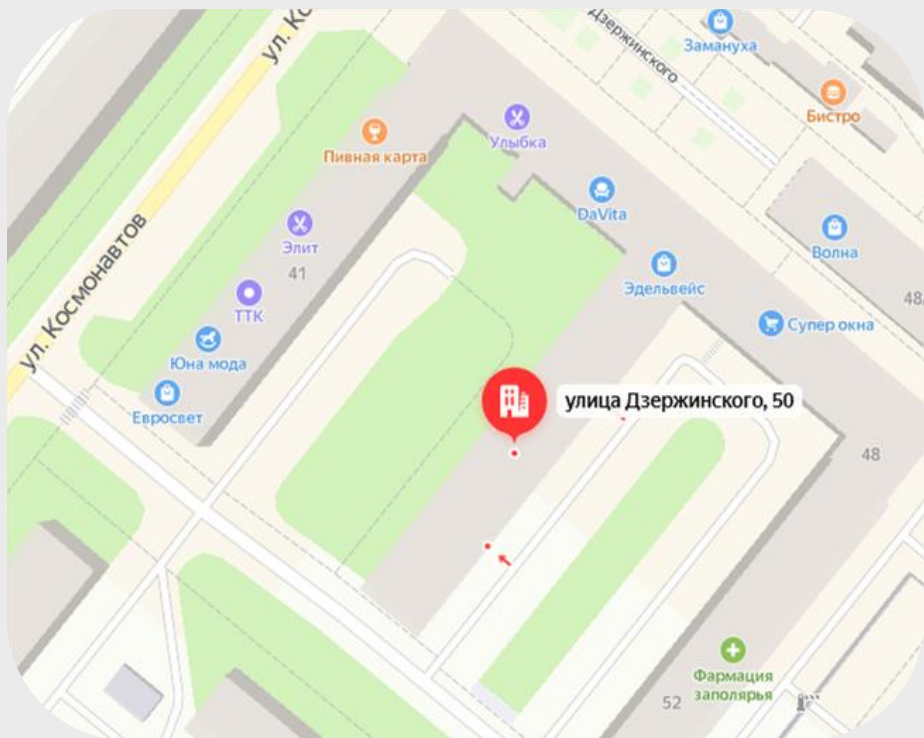 ул. Ко
Дзержинского
Замануха
Бистро
Улыбка
Пивная карта
DaVita
Элит
Волна
41
Эдельвейс
48
ТТК
ул. Космонавтов
Супер окна
Юна мода
улица Дзержинского, 50
Евросвет
48
Фармация
заполярья
52